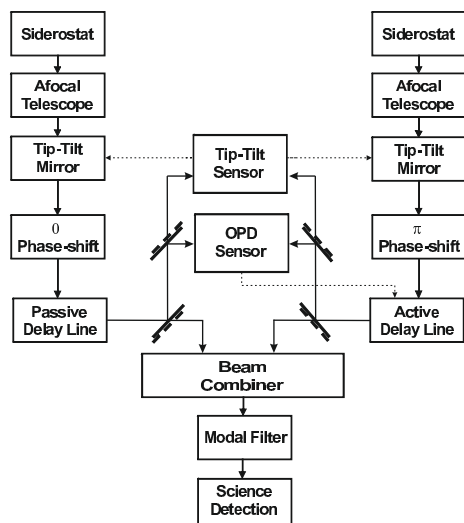 Siderostat
Siderostat
Afocal
Telescope
Afocal
Telescope
Tip-Tilt
Mirror
Tip-Tilt
Sensor
Tip-Tilt
Mirror
0
Phase-shift
OPD
Sensor
π
Phase-shift
Passive
Delay Line
Active
Delay Line
Beam
Combiner
Modal Filter
Science
Detection